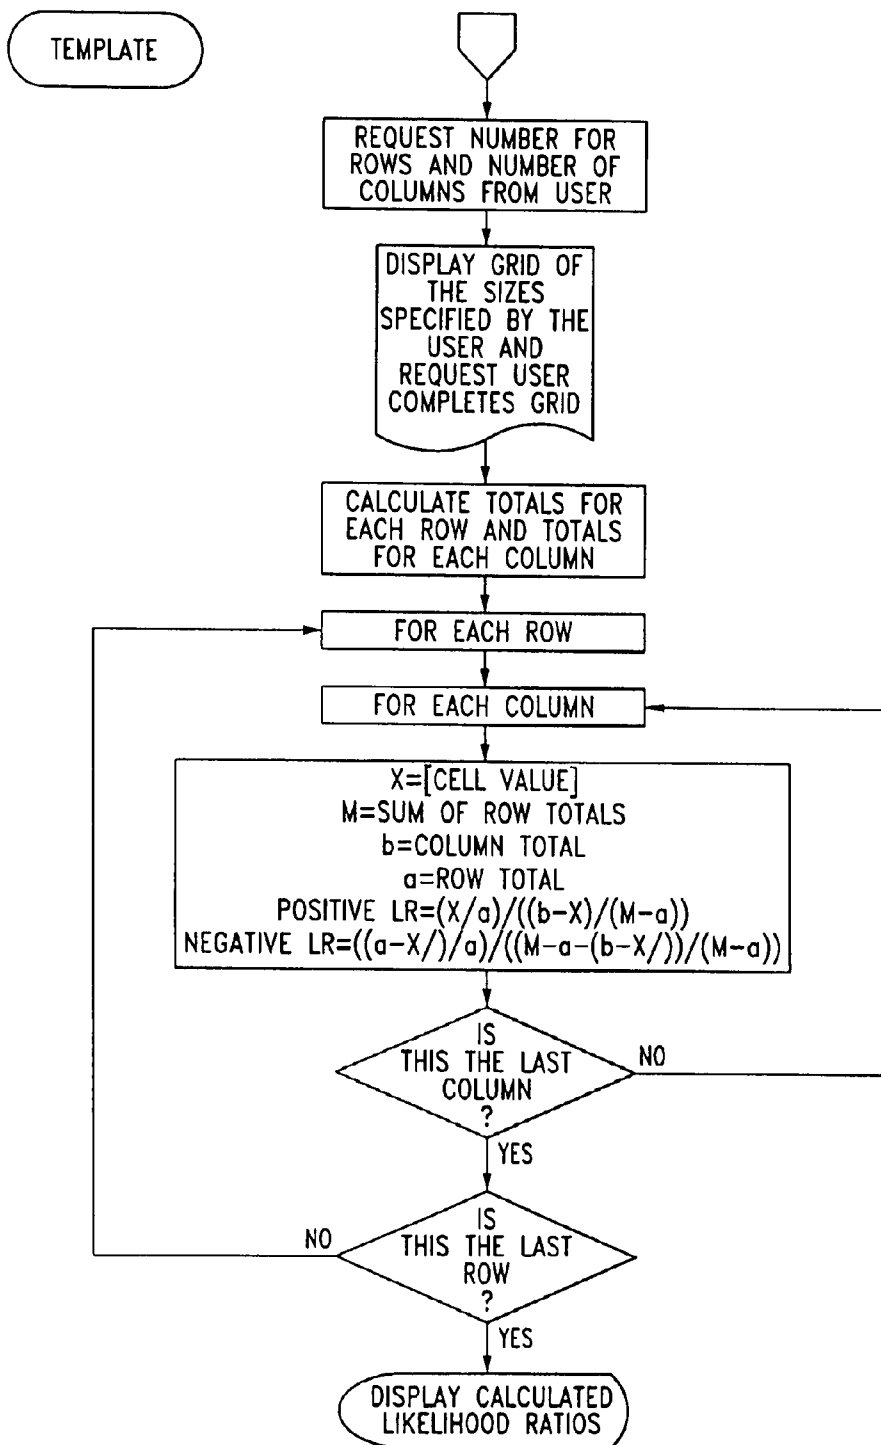 TEMPLATE
REQUEST NUMBER FOR
ROWS AND NUMBER OF
COLUMNS FROM USER
DISPLAY GRID OF
THE SIZES
SPECIFIED BY THE
USER AND
REQUEST USER
COMPLETES GRID
CALCULATE TOTALS FOR
EACH ROW AND TOTALS
FOR EACH COLUMN
FOR EACH ROW
FOR EACH COLUMN
X=[CELL VALUE]
M=SUM OF ROW TOTALS
b=COLUMN TOTAL
a=ROW TOTAL
POSITIVE LR=(X/a)/((b-X)/(M-a))
NEGATIVE LR=((a-X/)/a)/((M-a-(b-X/))/(M-a))
IS
THIS THE LAST
COLUMN
?
NO
YES
IS
THIS THE LAST
ROW
?
NO
YES
DISPLAY CALCULATED
LIKELIHOOD RATIOS